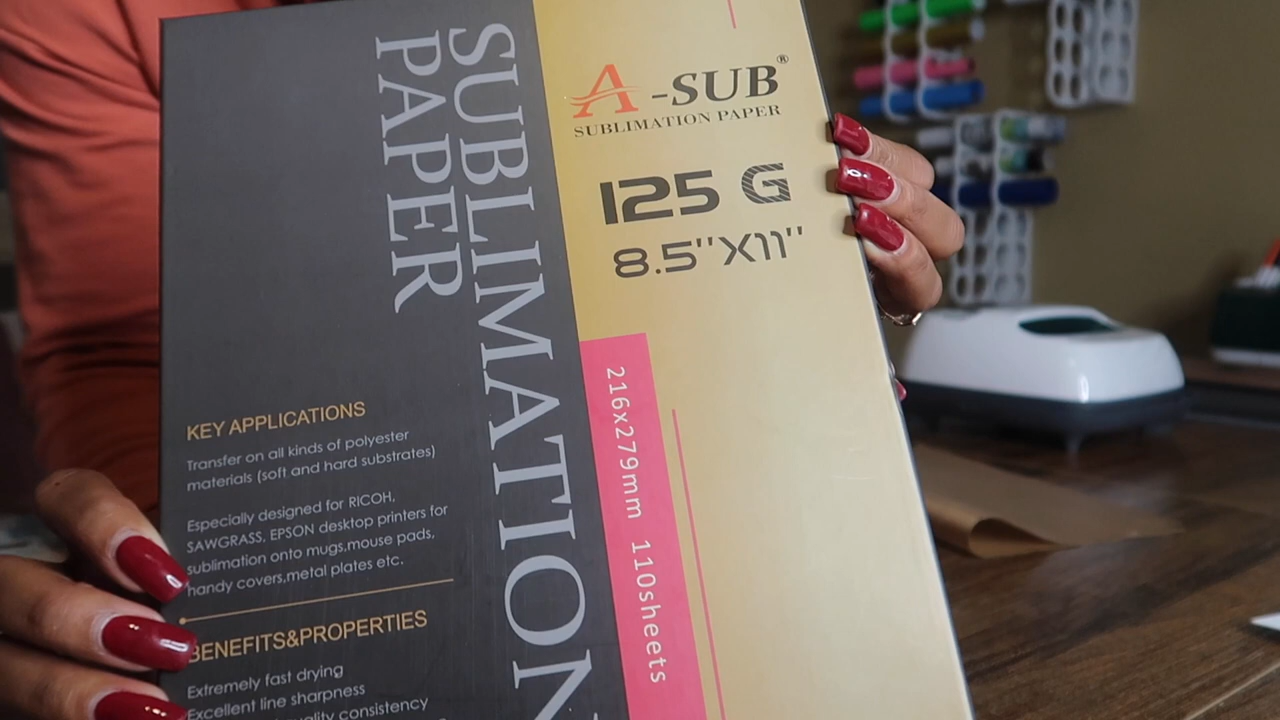 SUBLIMATION
PAPER
A-SUB®
SUBLIMATION PAPER
125 G
8.5"X11"
216x279mm 110sheets
KEY APPLICATIONS
Transfer on all kinds of polyester
materials (soft and hard substrates)
Especially designed for RICOH,
SAWGRASS, EPSON desktop printers for
sublimation onto mugs,mouse pads,
handy covers,metal plates etc.
BENEFITS&PROPERTIES
Extremely fast drying
Excellent line sharpness
consistency